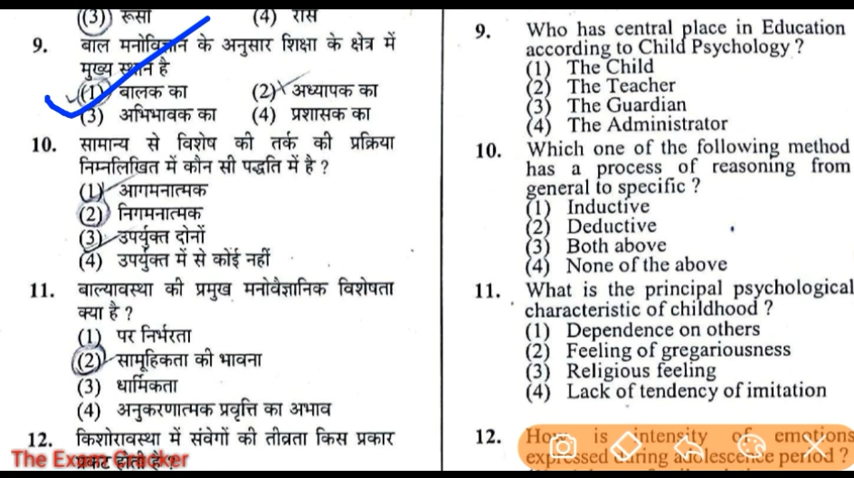 (3) रूसो (4) रास
9. बाल मनोविज्ञान के अनुसार शिक्षा के क्षेत्र में
मुख्य स्थान है
(1) बालक का (2) अध्यापक का
(3) अभिभावक का (4) प्रशासक का
10. सामान्य से विशेष की तर्क की प्रक्रिया
निम्नलिखित में कौन सी पद्धति में है ?
(1) आगमनात्मक
(2) निगमनात्मक
(3) उपर्युक्त दोनों
(4) उपर्युक्त में से कोई नहीं
11. बाल्यावस्था की प्रमुख मनोवैज्ञानिक विशेषता
क्या है ?
(1) पर निर्भरता
(2) सामूहिकता की भावना
(3) धार्मिकता
(4) अनुकरणात्मक प्रवृत्ति का अभाव
12. किशोरावस्था में संवेगों की तीव्रता किस प्रकार
प्रकट होती है ?
The Exam Cracker
9. Who has central place in Education
according to Child Psychology ?
(1) The Child
(2) The Teacher
(3) The Guardian
(4) The Administrator
10. Which one of the following method
has a process of reasoning from
general to specific ?
(1) Inductive
(2) Deductive
(3) Both above
(4) None of the above
11. What is the principal psychological
characteristic of childhood ?
(1) Dependence on others
(2) Feeling of gregariousness
(3) Religious feeling
(4) Lack of tendency of imitation
12. How is intensity of emotions
expressed during adolescence period ?